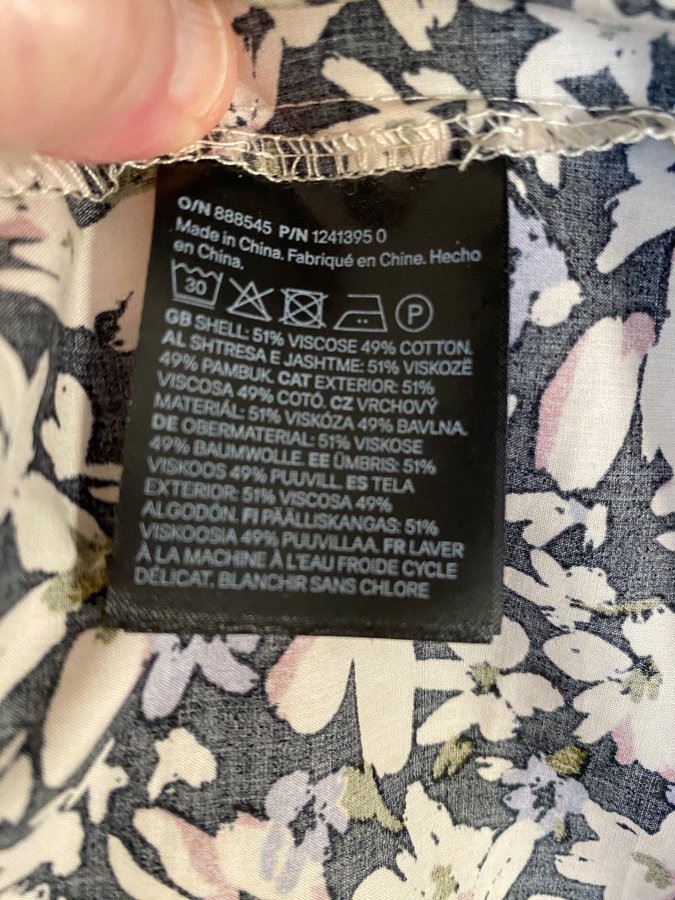 O/N 888545 P/N 1241395 0
Made in China. Fabriqué en Chine. Hecho
en China.
30 P
GB SHELL: 51% VISCOSE 49% COTTON.
AL SHTRESA E JASHTME: 51% VISKOZË
49% PAMBUK. CAT EXTERIOR: 51%
VISCOSA 49% COTÓ. CZ VRCHOVÝ
MATERIÁL: 51% VISKÓZA 49% BAVLNA.
DE OBERMATERIAL: 51% VISKOSE
49% BAUMWOLLE. EE ÜMBRIS: 51%
VISKOOS 49% PUUVILL. ES TELA
EXTERIOR: 51% VISCOSA 49%
ALGODÓN. FI PÄÄLLISKANGAS: 51%
VISKOOSIA 49% PUUVILLAA. FR LAVER
À LA MACHINE À L'EAU FROIDE CYCLE
DÉLICAT. BLANCHIR SANS CHLORE